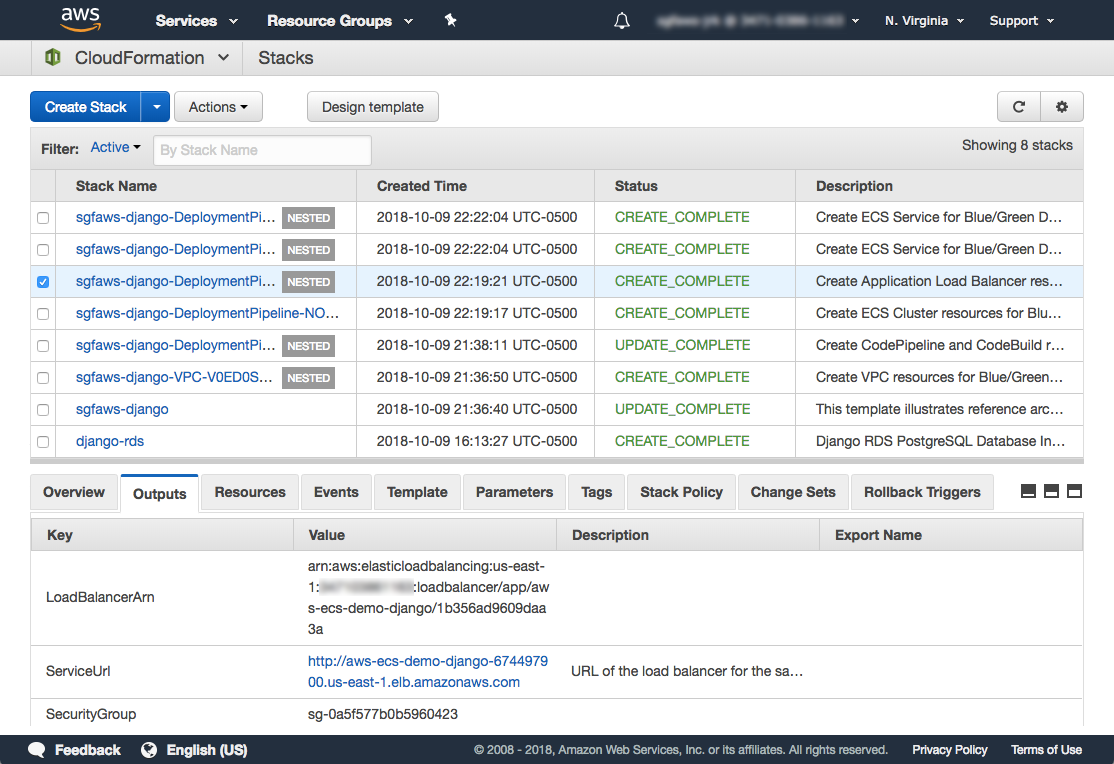 aws Services Resource Groups N. Virginia Support
CloudFormation Stacks
Create Stack Actions Design template
Filter: Active By Stack Name Showing 8 stacks
Stack Name Created Time Status Description
sgfaws-django-DeploymentPi... NESTED 2018-10-09 22:22:04 UTC-0500 CREATE_COMPLETE Create ECS Service for Blue/Green D...
sgfaws-django-DeploymentPi... NESTED 2018-10-09 22:22:04 UTC-0500 CREATE_COMPLETE Create ECS Service for Blue/Green D...
sgfaws-django-DeploymentPi... NESTED 2018-10-09 22:19:21 UTC-0500 CREATE_COMPLETE Create Application Load Balancer res...
sgfaws-django-DeploymentPipeline-NO... 2018-10-09 22:19:17 UTC-0500 CREATE_COMPLETE Create ECS Cluster resources for Blu...
sgfaws-django-DeploymentPi... NESTED 2018-10-09 21:38:11 UTC-0500 UPDATE_COMPLETE Create CodePipeline and CodeBuild r...
sgfaws-django-VPC-V0ED0S... NESTED 2018-10-09 21:36:50 UTC-0500 CREATE_COMPLETE Create VPC resources for Blue/Green...
sgfaws-django 2018-10-09 21:36:40 UTC-0500 UPDATE_COMPLETE This template illustrates reference arc...
django-rds 2018-10-09 16:13:27 UTC-0500 CREATE_COMPLETE Django RDS PostgreSQL Database In...
Overview Outputs Resources Events Template Parameters Tags Stack Policy Change Sets Rollback Triggers
Key Value Description Export Name
arn:aws:elasticloadbalancing:us-east-
1: :loadbalancer/app/aw
LoadBalancerArn
s-ecs-demo-django/1b356ad9609daa
3a
http://aws-ecs-demo-django-6744979
ServiceUrl URL of the load balancer for the sa...
00.us-east-1.elb.amazonaws.com
SecurityGroup sg-0a5f577b0b5960423
Feedback English (US) © 2008 - 2018, Amazon Web Services, Inc. or its affiliates. All rights reserved. Privacy Policy Terms of Use